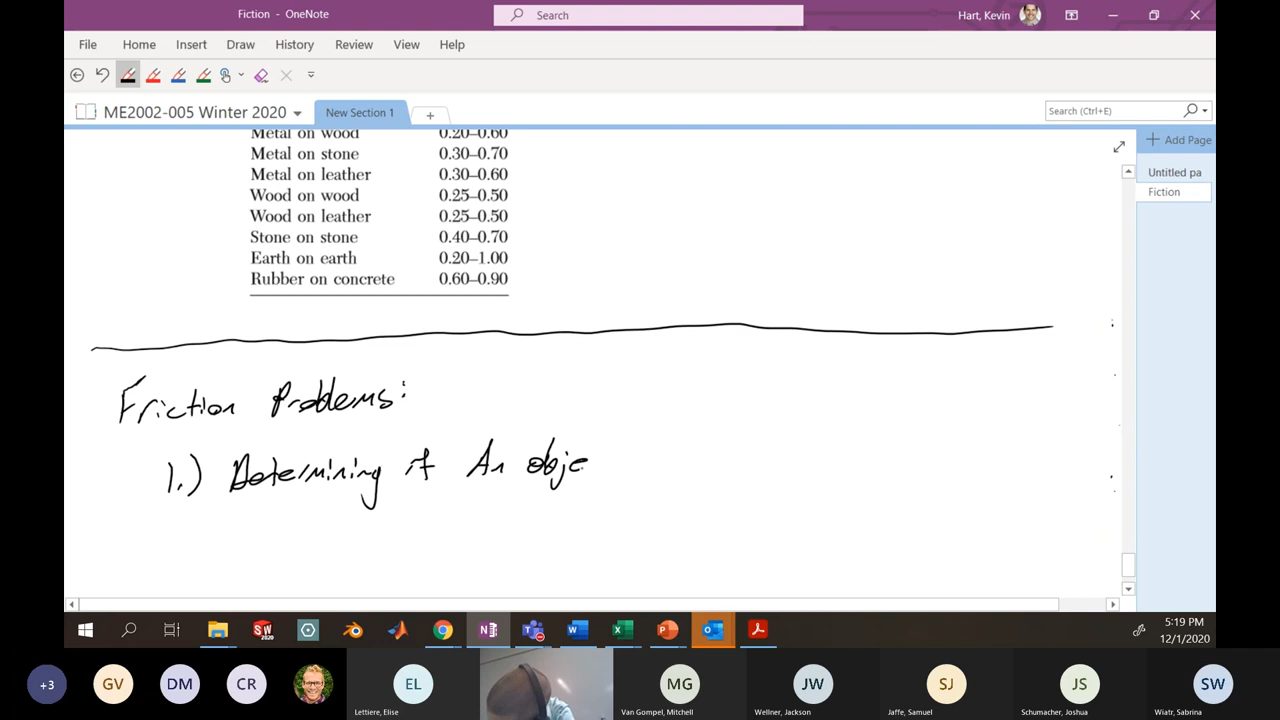 Fiction - OneNote
Search
Hart, Kevin
File Home Insert Draw History Review View Help
ME2002-005 Winter 2020
New Section 1
Search (Ctrl+E)
Add Page
Untitled pa
Fiction
Metal on wood 0.20–0.60
Metal on stone 0.30–0.70
Metal on leather 0.30–0.60
Wood on wood 0.25–0.50
Wood on leather 0.25–0.50
Stone on stone 0.40–0.70
Earth on earth 0.20–1.00
Rubber on concrete 0.60–0.90
Friction Problems:
1.) Determining if An obje
5:19 PM
12/1/2020
+3 GV DM CR EL MG JW SJ JS SW
Lettiere, Elise Van Gompel, Mitchell Wellner, Jackson Jaffe, Samuel Schumacher, Joshua Wiatr, Sabrina